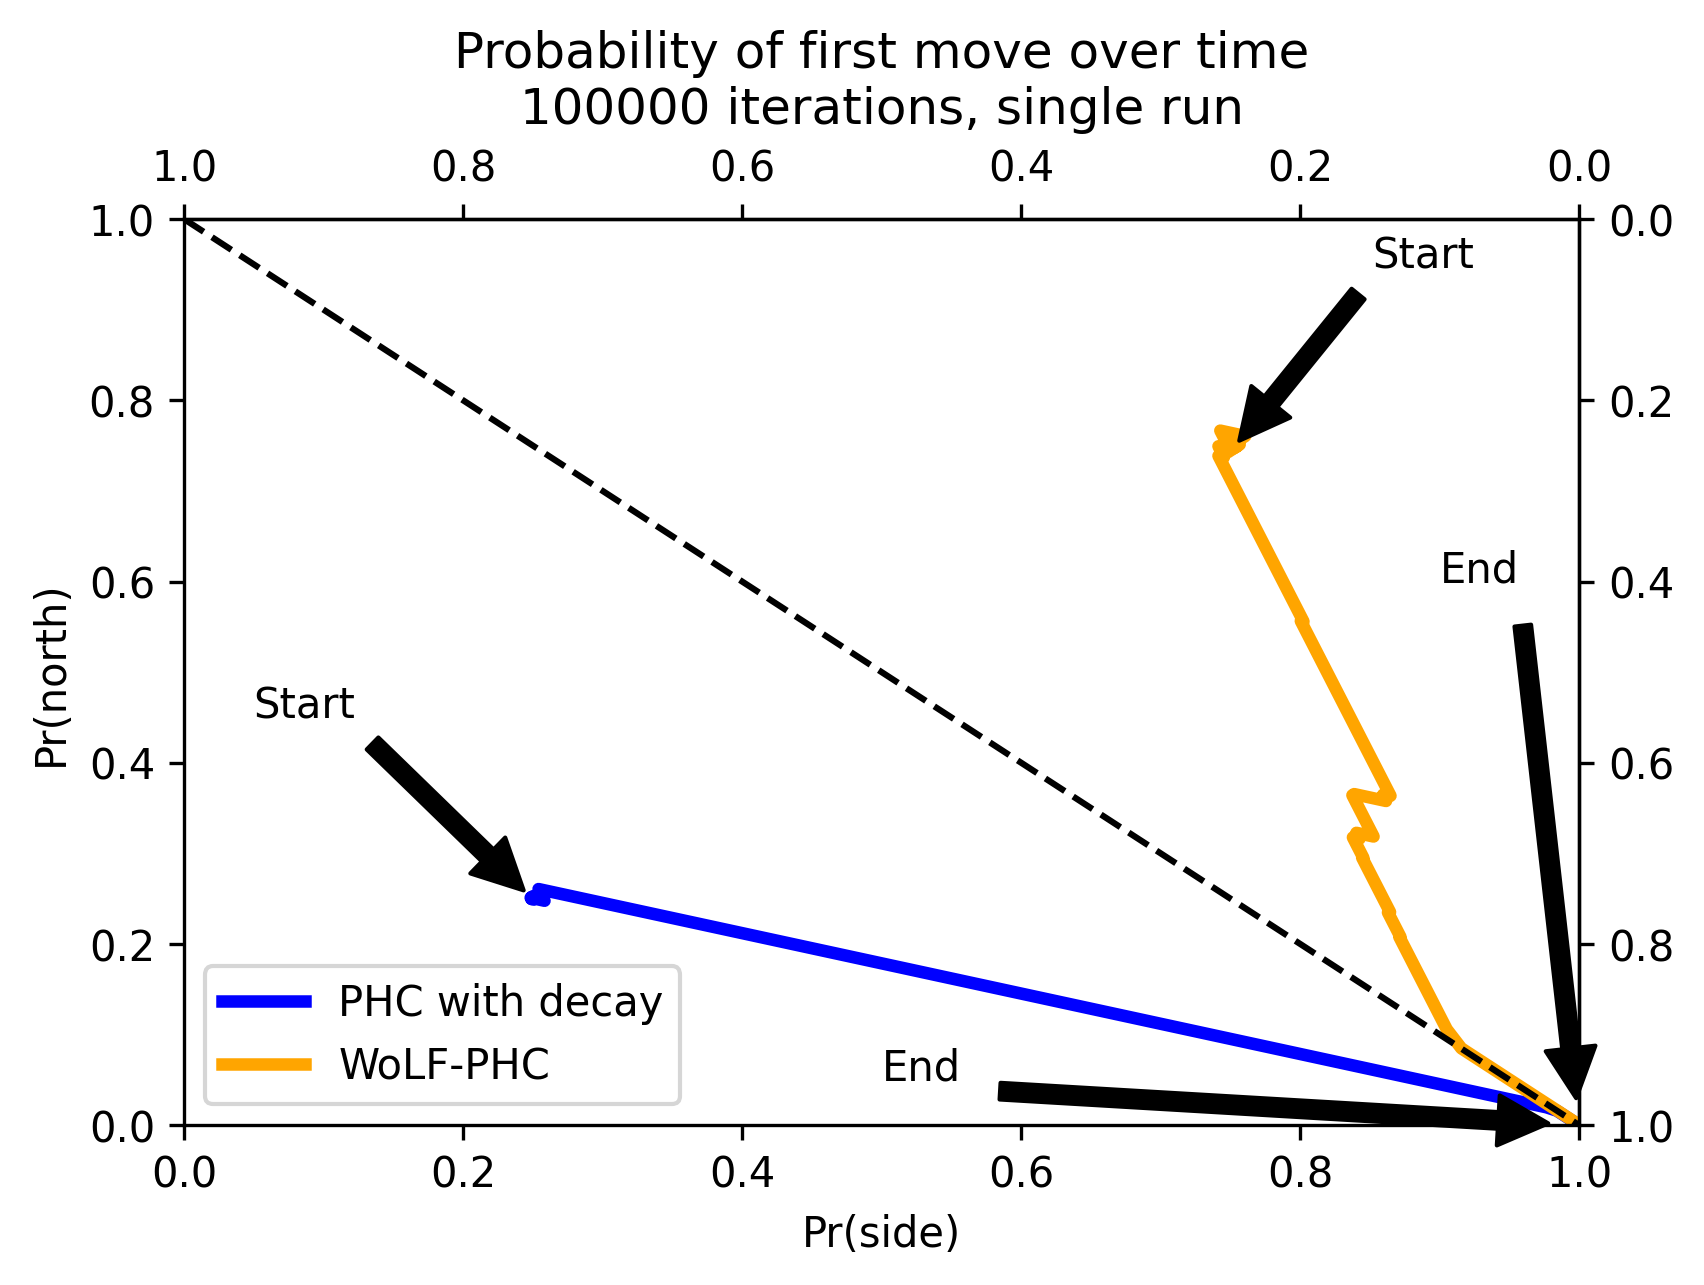 Probability of first move over time
100000 iterations, single run
1.0 0.8 0.6 0.4 0.2 0.0
1.0 0.0
Start
0.8 0.2
End
0.6 0.4
Pr(north)
Start
0.4 0.6
0.2 0.8
PHC with decay
WoLF-PHC
End
0.0 1.0
0.0 0.2 0.4 0.6 0.8 1.0
Pr(side)